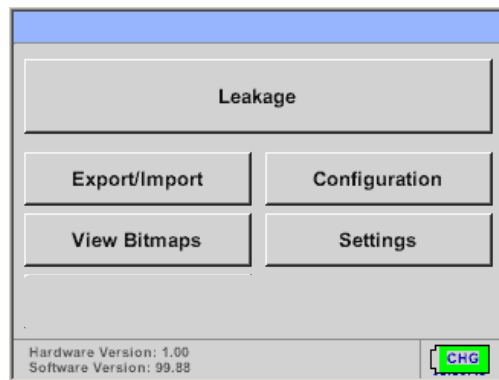 Leakage
Export/Import
Configuration
View Bitmaps
Settings
Hardware Version: 1.00
Software Version: 99.88
CHG